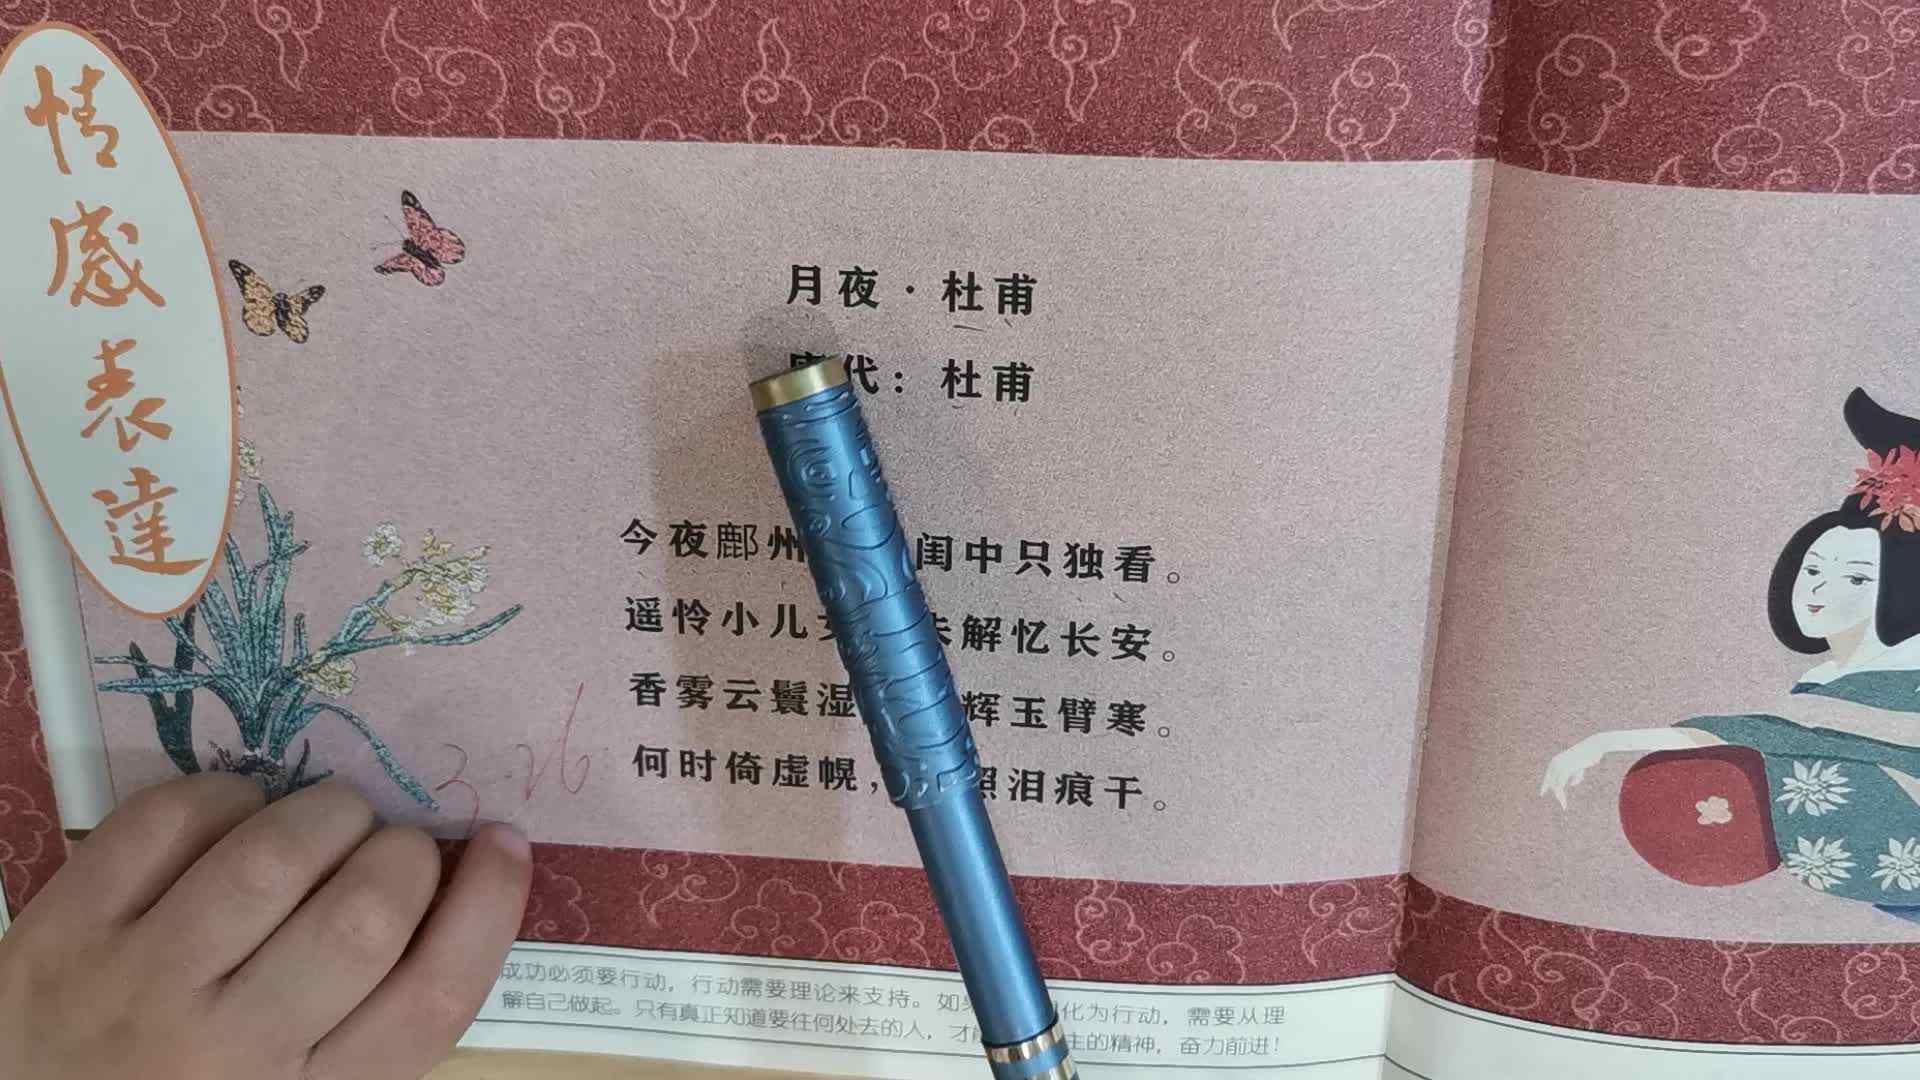 情感表達
月夜·杜甫
代：杜甫
今夜鄜州 闺中只独看。
遥怜小儿 解忆长安。
香雾云鬟湿 辉玉臂寒。
何时倚虚幌， 照泪痕干。
3.26
成功必须要行动，行动需要理论来支持。如 化为行动，需要从理
解自己做起。只有真正知道要往何处去的人，才 的精神，奋力前进！